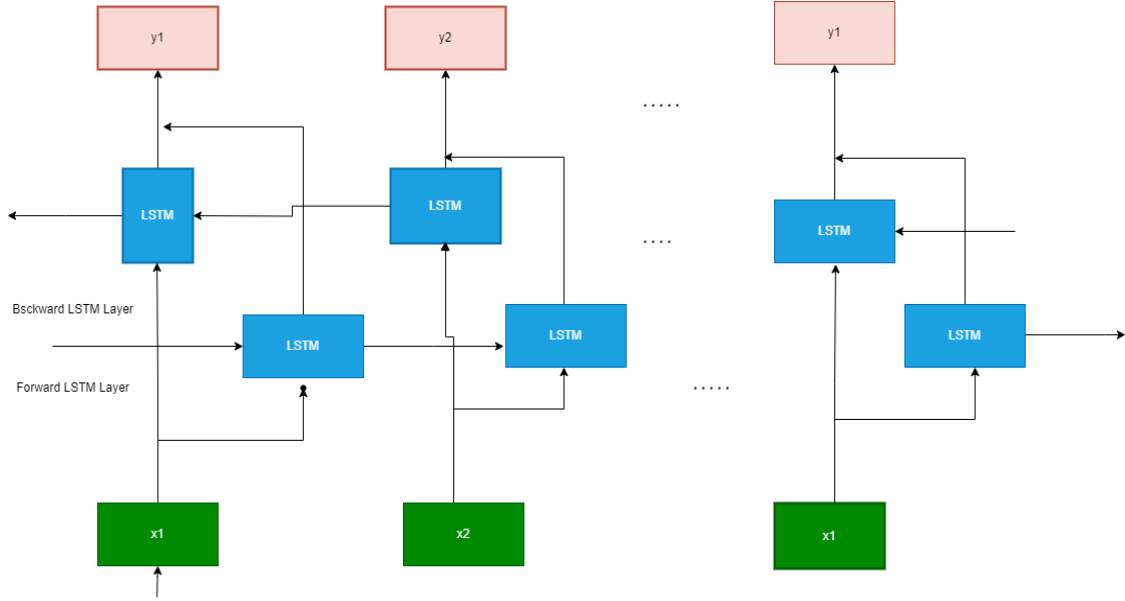 y1
y2
y1
.....
LSTM
LSTM
LSTM
....
Bsckward LSTM Layer
LSTM
LSTM
LSTM
Forward LSTM Layer
.....
x1
x2
x1